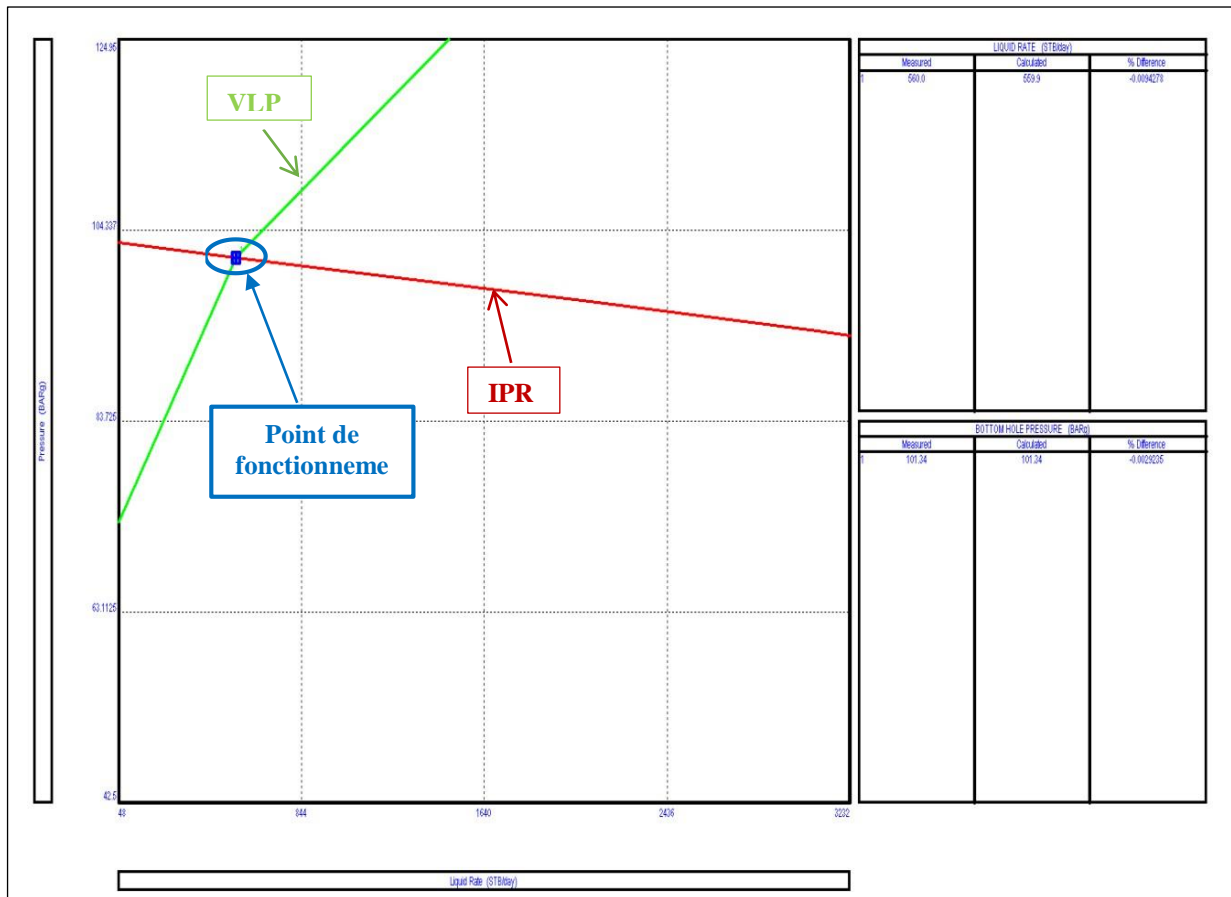 124.95
104.337
83.725
63.1125
42.5
48
844
1640
2436
3232
Pressure (BARg)
Liquid Rate (STB/day)
VLP
IPR
Point de
fonctionneme
LIQUID RATE (STB/day)
Measured Calculated % Difference
1 560.0 559.9 -0.0094278
BOTTOM HOLE PRESSURE (BARg)
Measured Calculated % Difference
1 101.34 101.34 -0.0029235